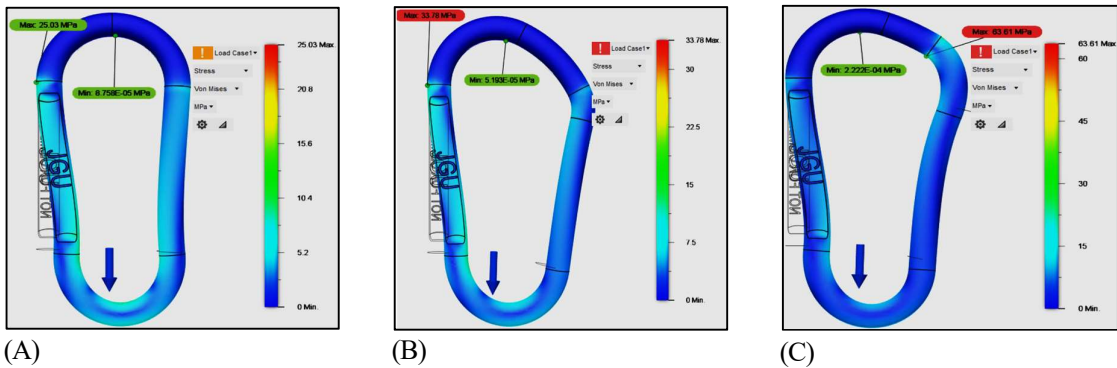 Max: 25.03 MPa
Min: 8.758E-05 MPa
Load Case1
Stress
Von Mises
MPa
25.03 Max.
20.8
15.6
10.4
5.2
0 Min.
JGU
(A)
Max: 33.78 MPa
Min: 5.193E-05 MPa
Load Case1
Stress
Von Mises
MPa
33.78 Max.
30
22.5
15
7.5
0 Min.
JGU
(B)
Max: 63.61 MPa
Min: 2.222E-04 MPa
Load Case1
Stress
Von Mises
MPa
63.61 Max.
60
45
30
15
0 Min.
JGU
(C)